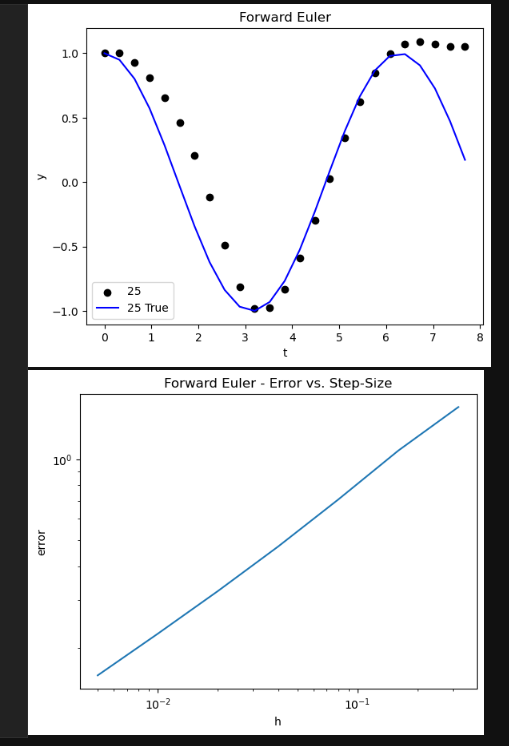 Forward Euler
1.0
0.5
0.0
−0.5
−1.0
y
25
25 True
0 1 2 3 4 5 6 7 8
t
Forward Euler - Error vs. Step-Size
10⁰
error
10⁻² 10⁻¹
h